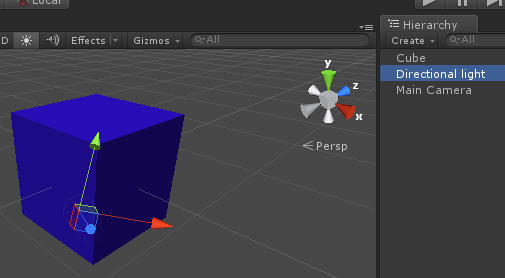 Local
Hierarchy
D Effects Gizmos All
Create All
Cube
Directional light
Main Camera
y
z
x
Persp